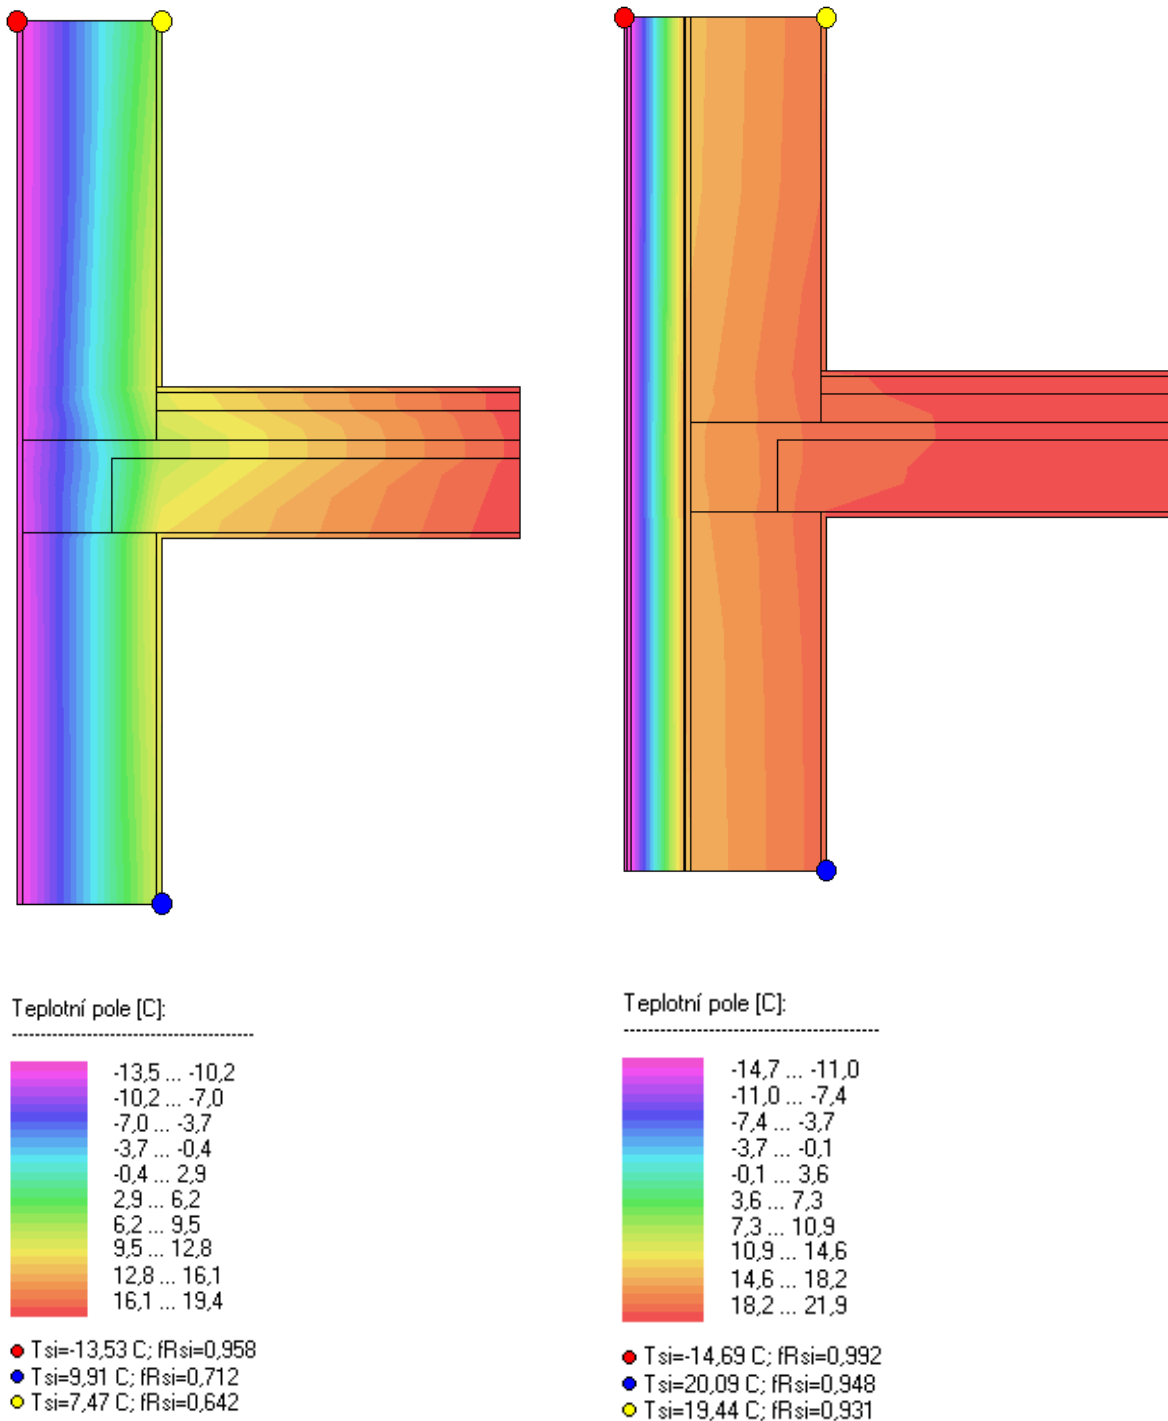 Teplotní pole [C]:
-13,5 ... -10,2
-10,2 ... -7,0
-7,0 ... -3,7
-3,7 ... -0,4
-0,4 ... 2,9
2,9 ... 6,2
6,2 ... 9,5
9,5 ... 12,8
12,8 ... 16,1
16,1 ... 19,4
Tsi=-13,53 C; fRsi=0,958
Tsi=9,91 C; fRsi=0,712
Tsi=7,47 C; fRsi=0,642
Teplotní pole [C]:
-14,7 ... -11,0
-11,0 ... -7,4
-7,4 ... -3,7
-3,7 ... -0,1
-0,1 ... 3,6
3,6 ... 7,3
7,3 ... 10,9
10,9 ... 14,6
14,6 ... 18,2
18,2 ... 21,9
Tsi=-14,69 C; fRsi=0,992
Tsi=20,09 C; fRsi=0,948
Tsi=19,44 C; fRsi=0,931